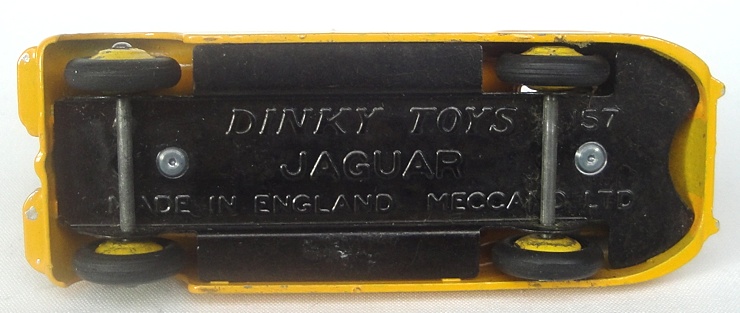 DINKY TOYS 57
JAGUAR
MADE IN ENGLAND MECCANO LTD